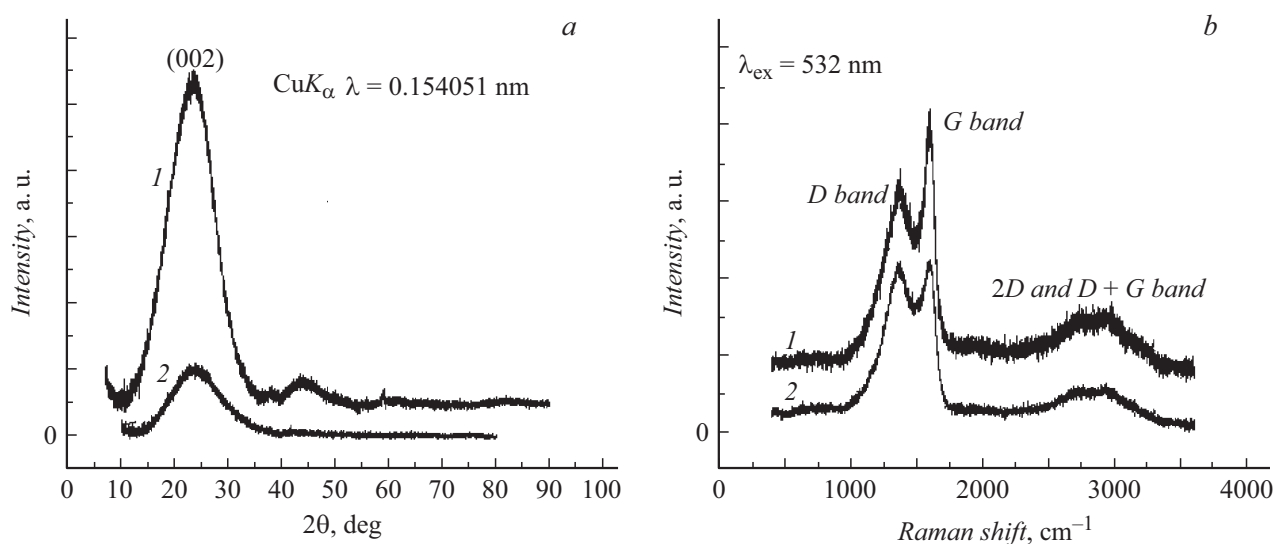 a
(002)
CuKα λ = 0.154051 nm
1
2
Intensity, a. u.
0
0 10 20 30 40 50 60 70 80 90 100
2θ, deg
b
λex = 532 nm
G band
D band
2D and D + G band
1
2
Intensity, a. u.
0
0 1000 2000 3000 4000
Raman shift, cm⁻¹